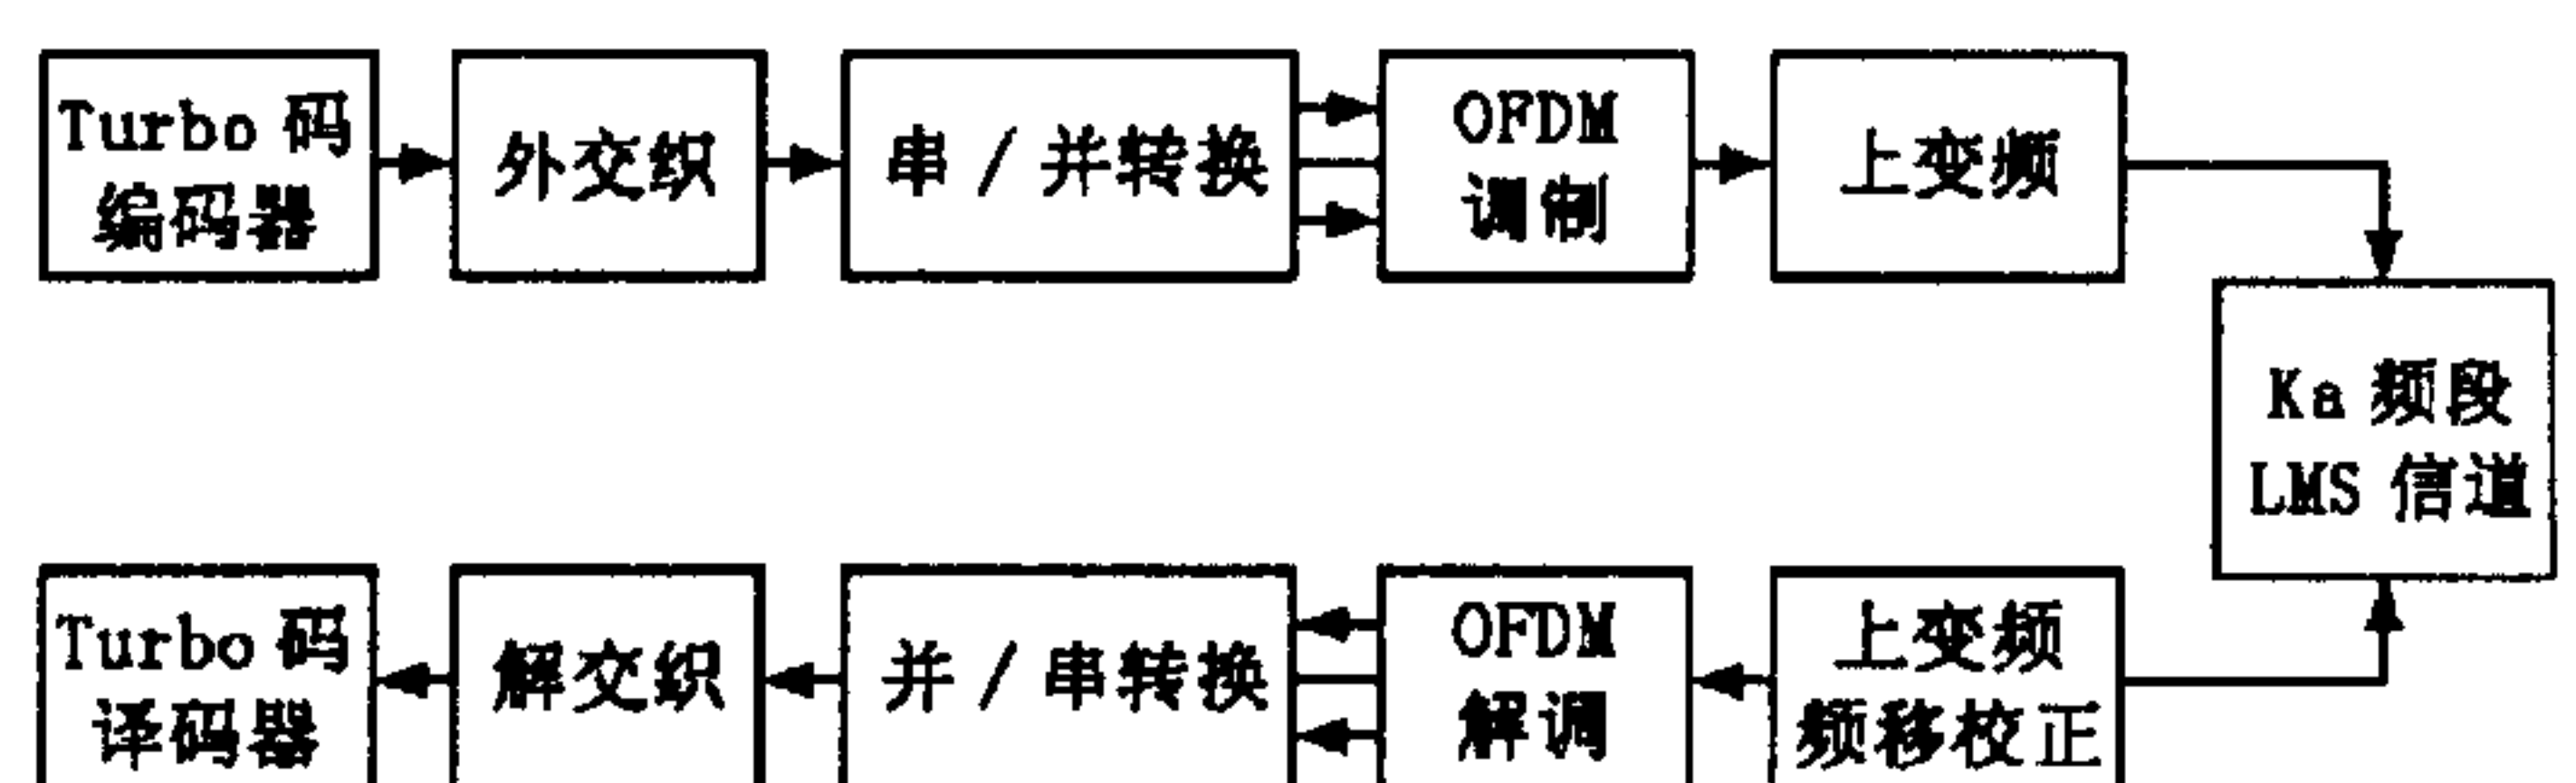 Turbo 码
编码器
外交织
串 / 并转换
OFDM
调制
上变频
Ka 频段
LMS 信道
Turbo 码
译码器
解交织
并 / 串转换
OFDM
解调
上变频
频移校正